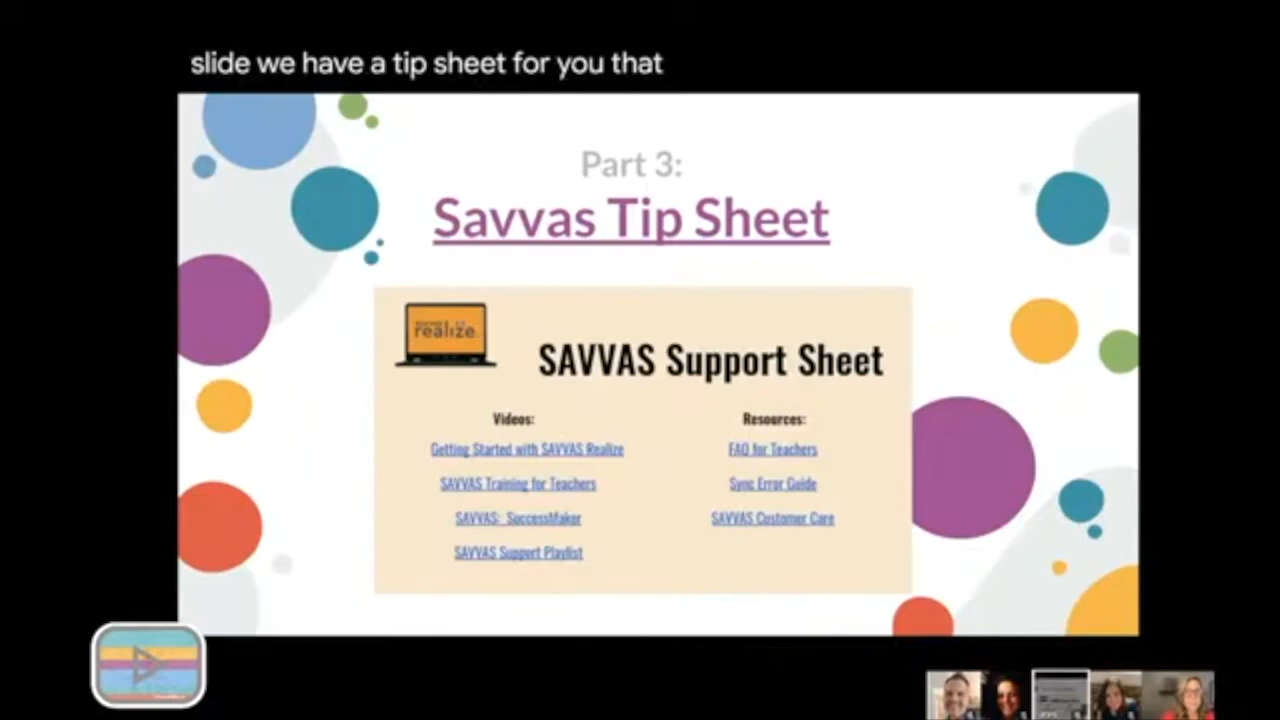 slide we have a tip sheet for you that
Part 3:
Savvas Tip Sheet
realize
SAVVAS Support Sheet
Videos:
Getting Started with SAVVAS Realize
SAVVAS Training for Teachers
SAVVAS: SuccessMaker
SAVVAS Support Playlist
Resources:
FAQ for Teachers
Sync Error Guide
SAVVAS Customer Care